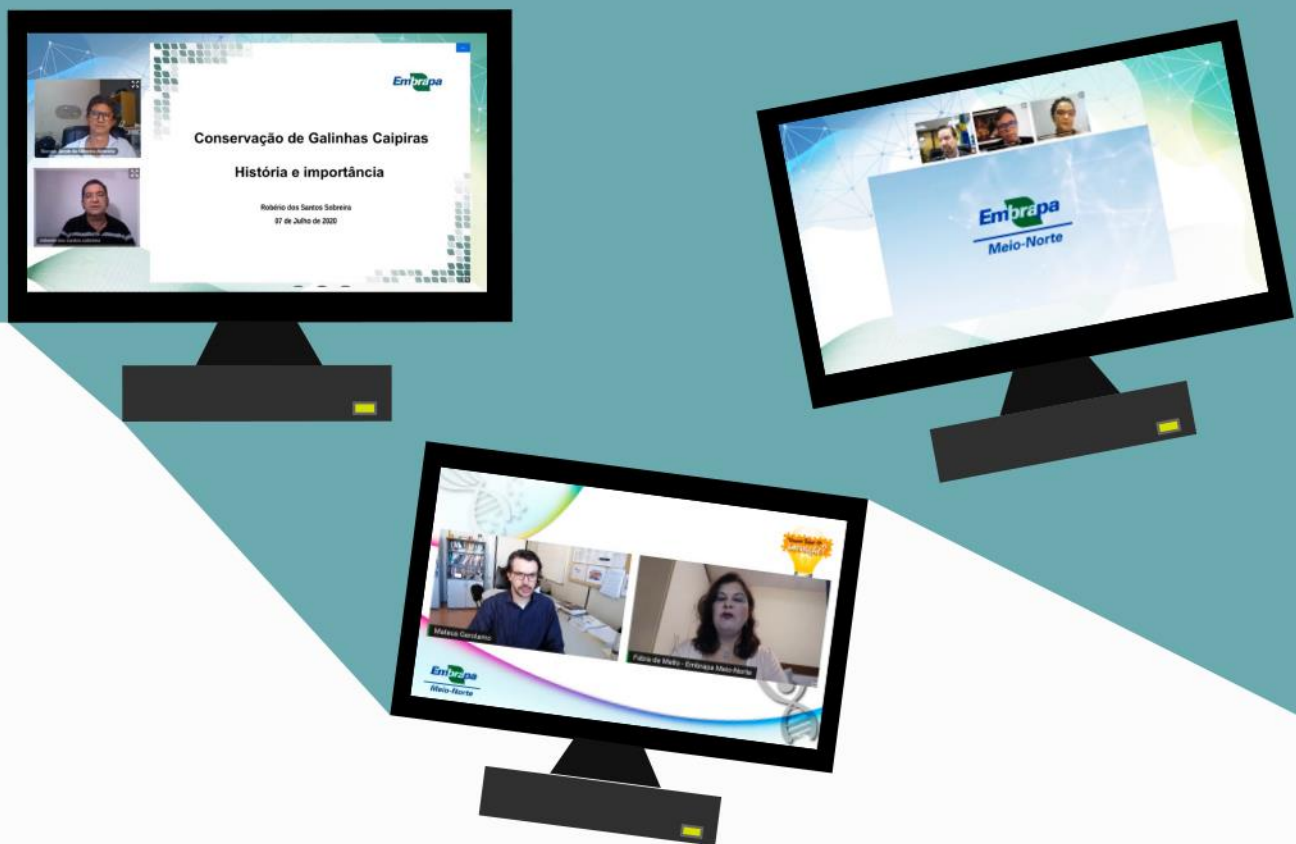 Embrapa
Conservação de Galinhas Caipiras
História e importância
Robério dos Santos Sobreira
07 de Julho de 2020
Embrapa
Meio-Norte
Mateus Gerolamo
Fábia de Mello - Embrapa Meio-Norte
Embrapa
Meio-Norte